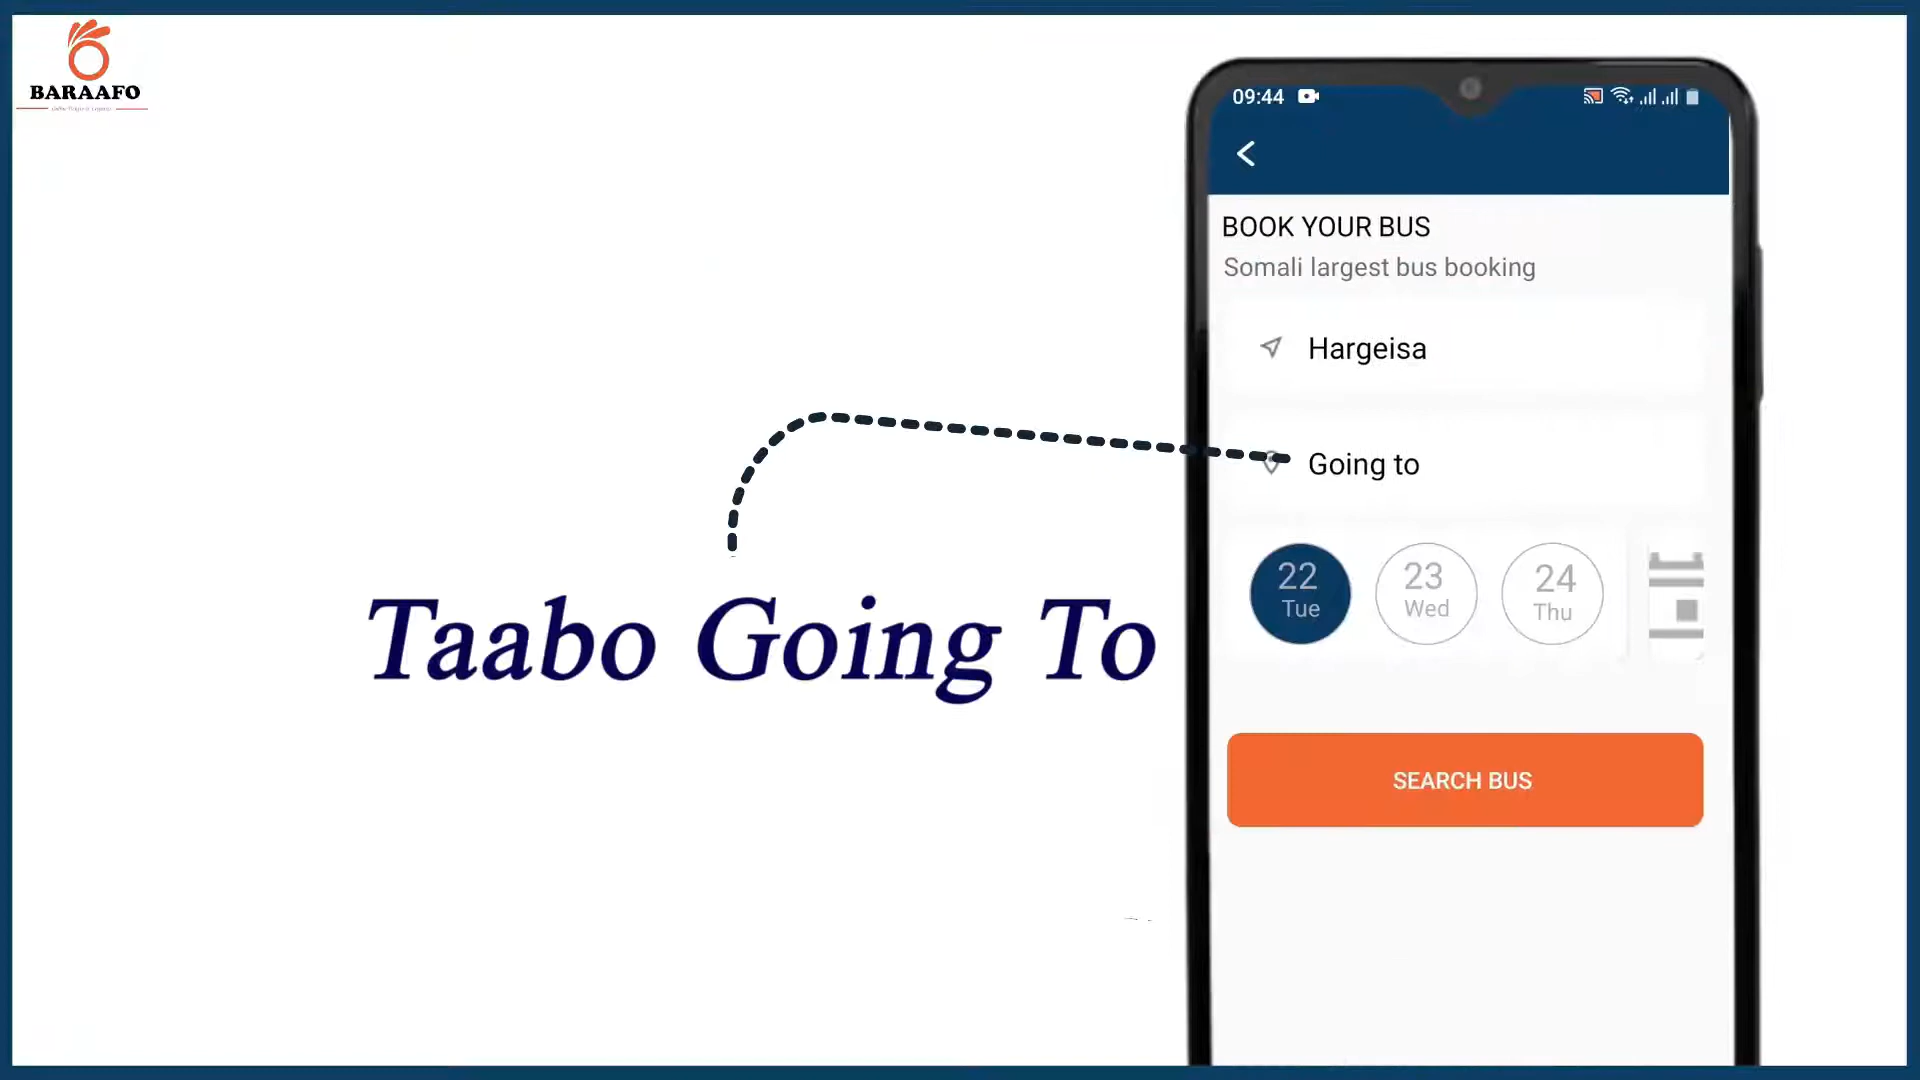 BARAAFO
09:44
BOOK YOUR BUS
Somali largest bus booking
Hargeisa
Going to
22
Tue
23
Wed
24
Thu
Taabo Going To
SEARCH BUS